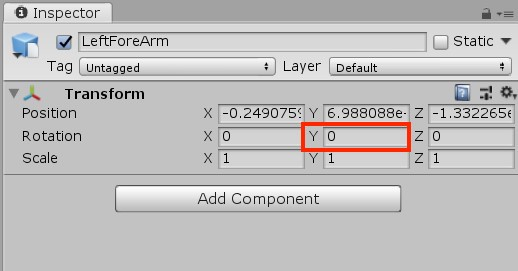 Inspector
LeftForeArm Static
Tag Untagged Layer Default
Transform
Position X -0.249075 Y 6.988088e- Z -1.332265e
Rotation X 0 Y 0 Z 0
Scale X 1 Y 1 Z 1
Add Component